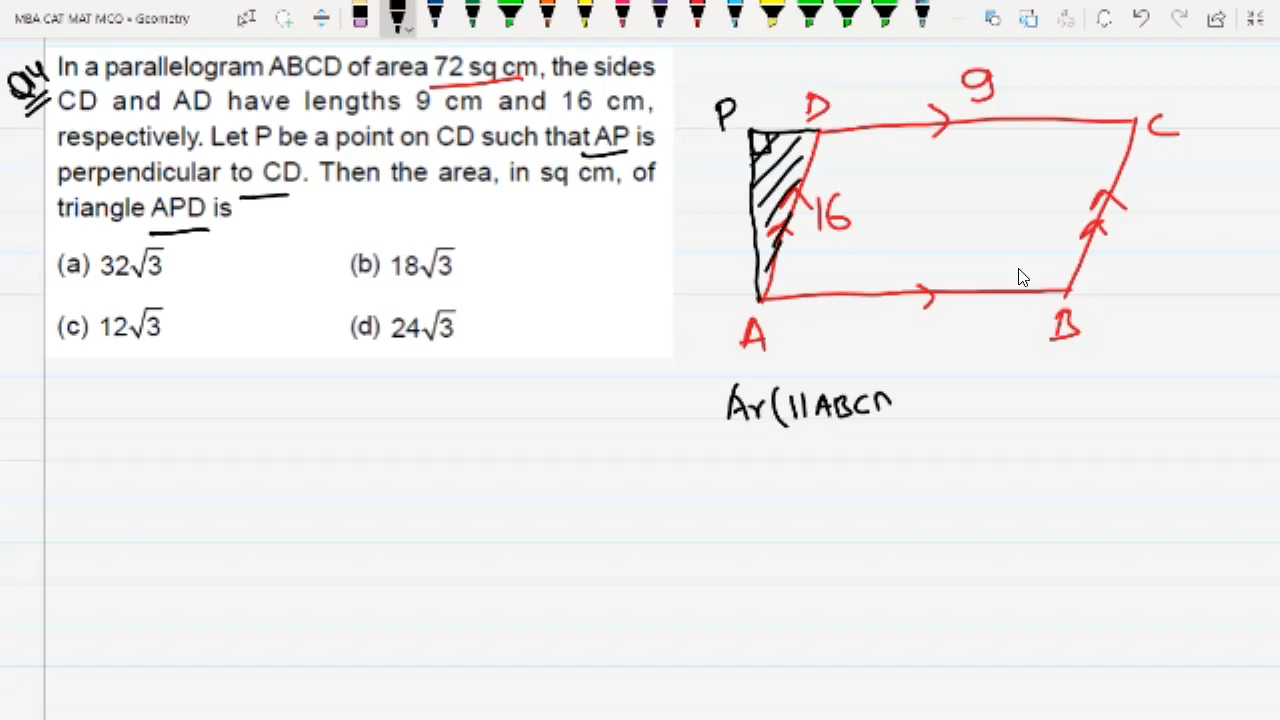 MBA CAT MAT MCQ • Geometry
Q4
In a parallelogram ABCD of area 72 sq cm, the sides
CD and AD have lengths 9 cm and 16 cm,
respectively. Let P be a point on CD such that AP is
perpendicular to CD. Then the area, in sq cm, of
triangle APD is
(a) 32√3 (b) 18√3
(c) 12√3 (d) 24√3
9
P D C
16
A B
Ar(||ABCD